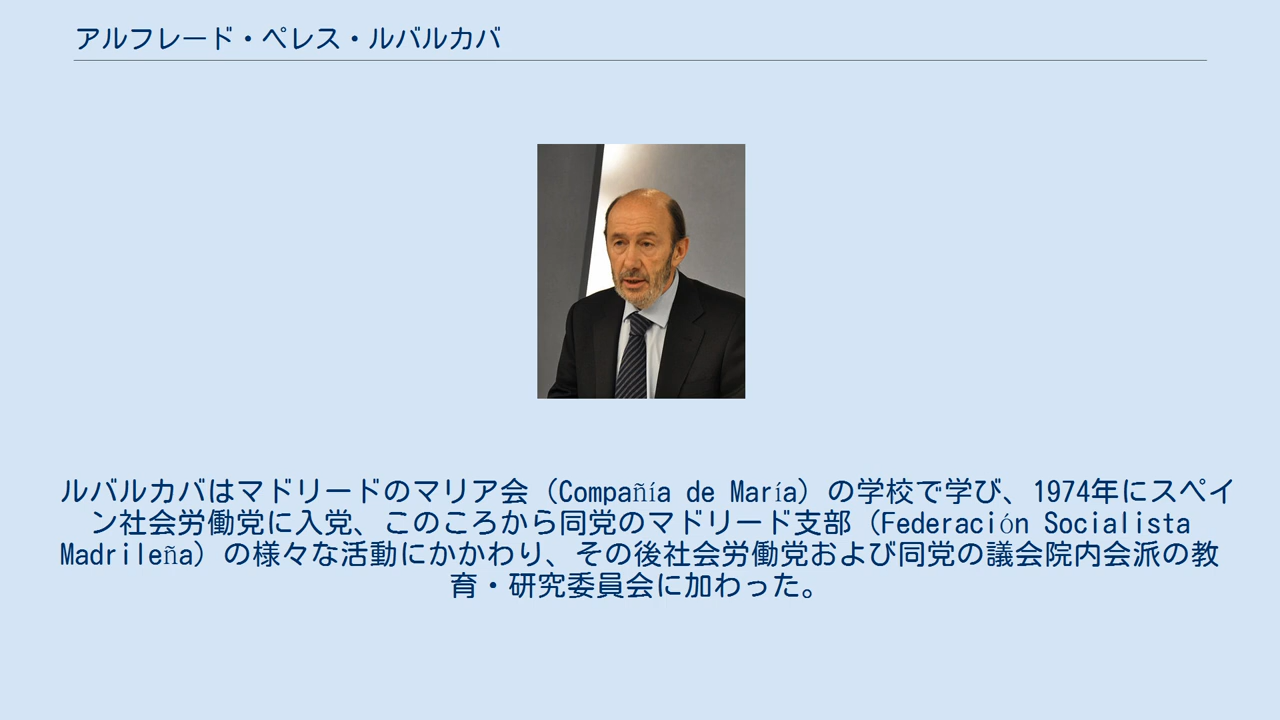 アルフレード・ペレス・ルバルカバ
ルバルカバはマドリードのマリア会（Compañía de María）の学校で学び、1974年にスペイ
ン社会労働党に入党、このころから同党のマドリード支部（Federación Socialista
Madrileña）の様々な活動にかかわり、その後社会労働党および同党の議会院内会派の教
育・研究委員会に加わった。